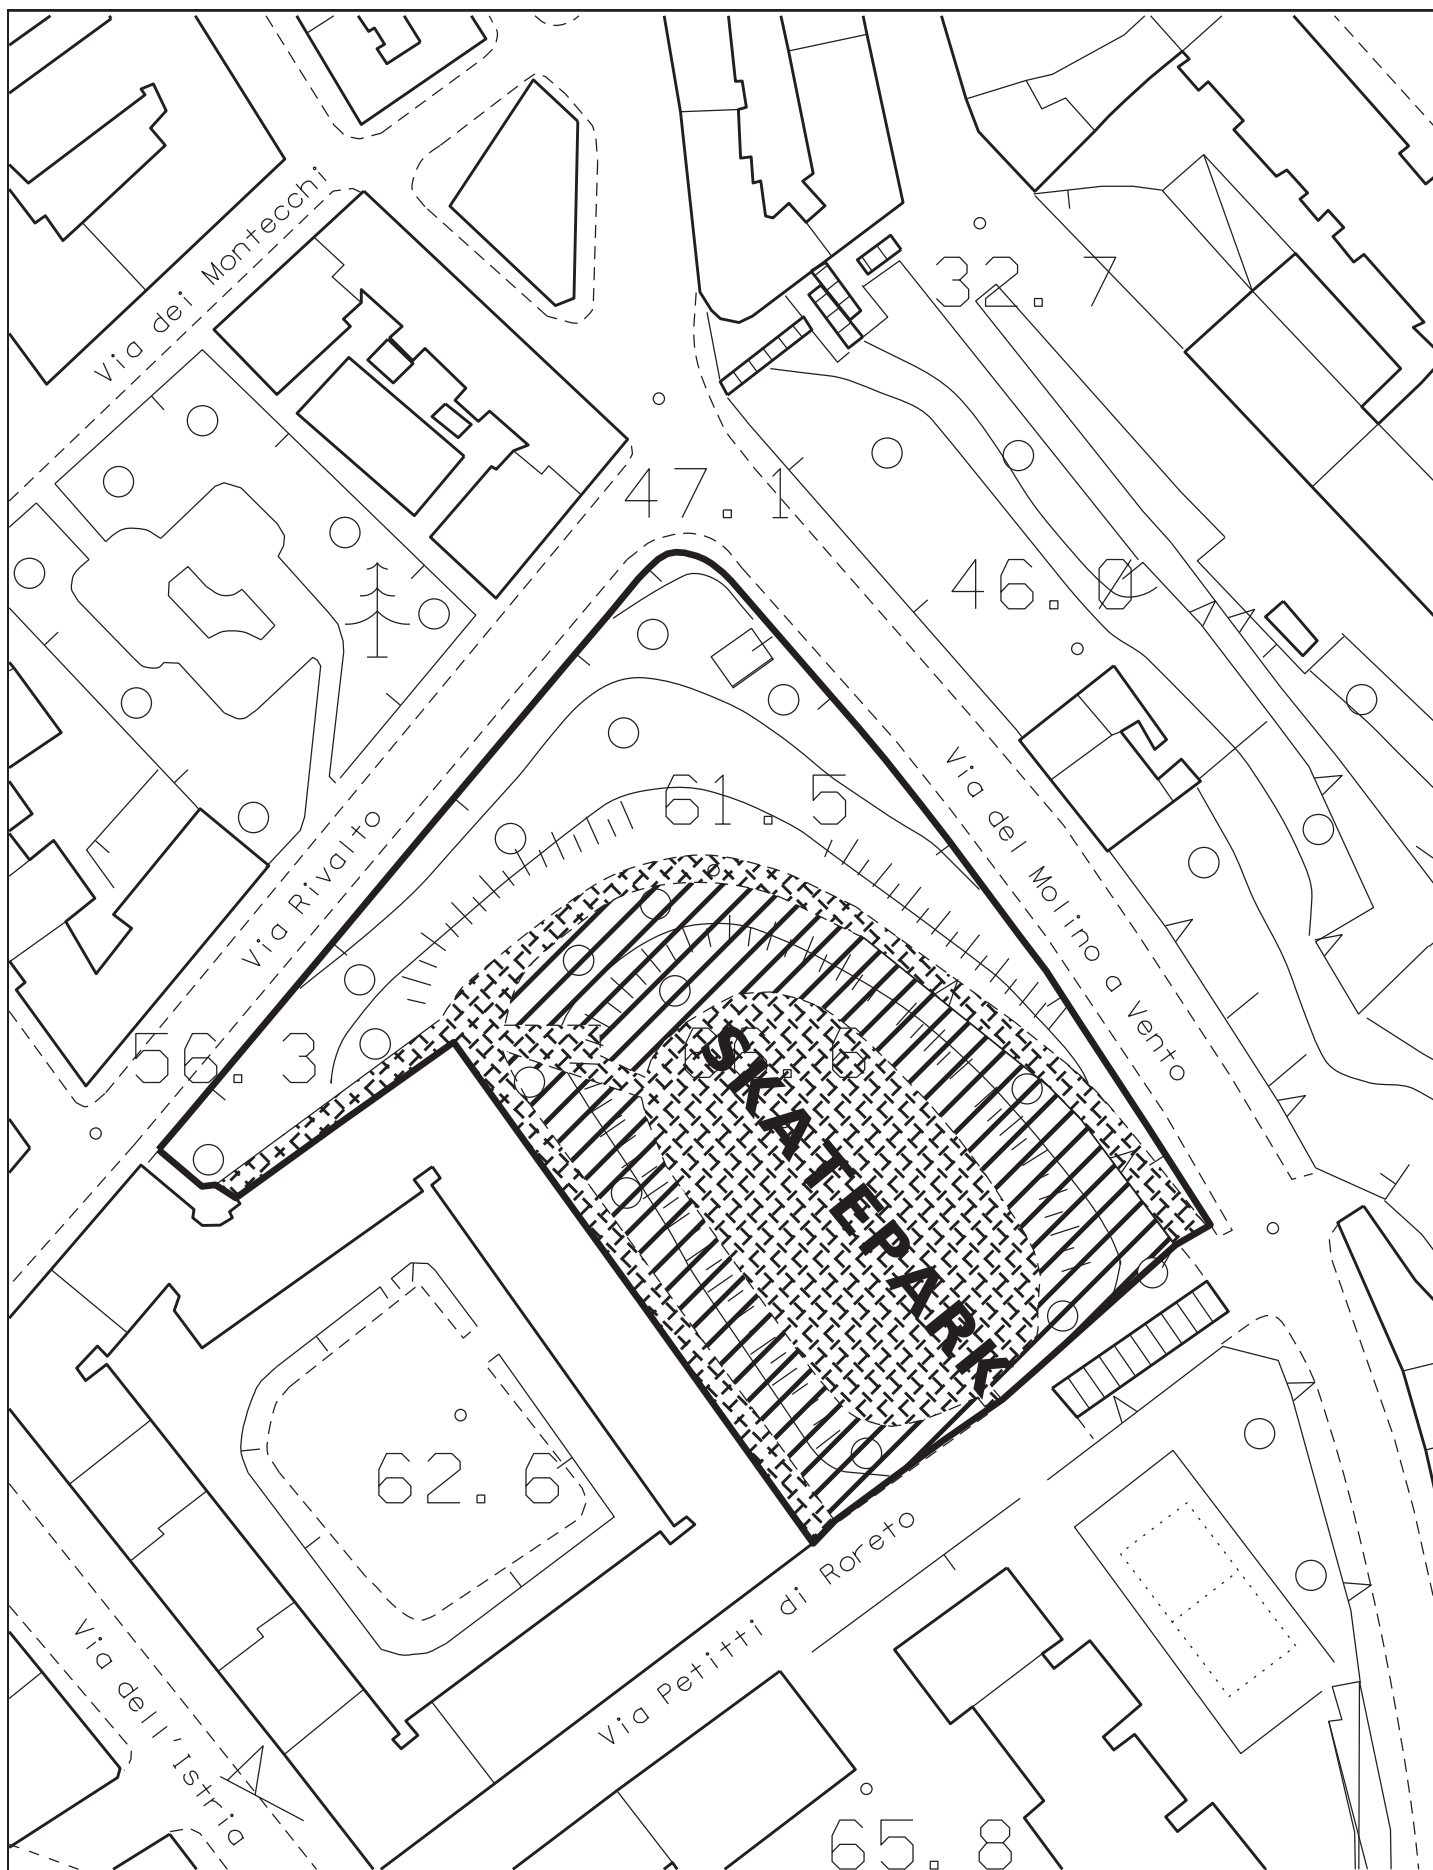 Via dei Montecchi
32.7
47.1
46.0
61.5
Via Rivalto
Via del Molino a Vento
56.3
SKATEPARK
62.6
Via Petitti di Roreto
Via dell'Istria
65.8